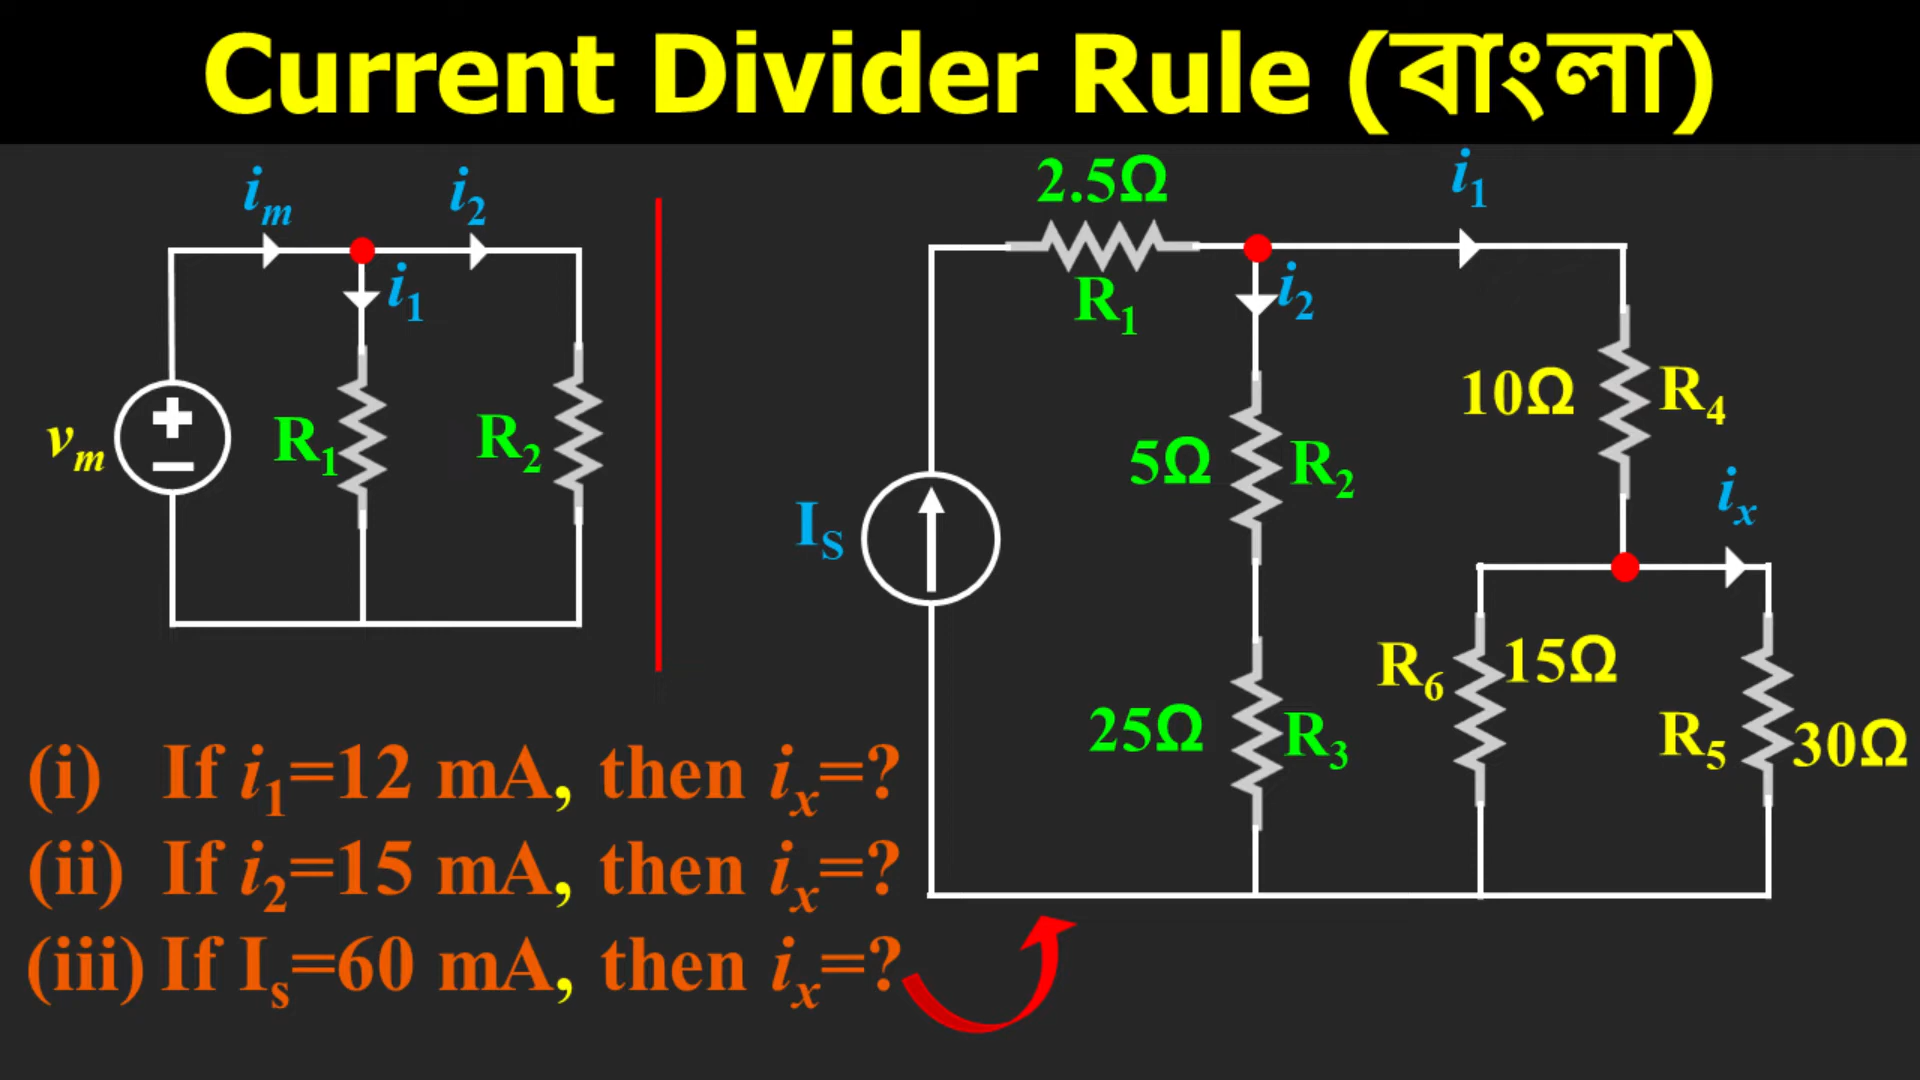 Current Divider Rule (বাংলা)
i_m
i_2
i_1
v_m
R_1
R_2
2.5Ω
R_1
i_1
i_2
10Ω
R_4
5Ω
R_2
i_x
I_S
R_6
15Ω
25Ω
R_3
R_5
30Ω
(i) If i_1=12 mA, then i_x=?
(ii) If i_2=15 mA, then i_x=?
(iii) If I_s=60 mA, then i_x=?